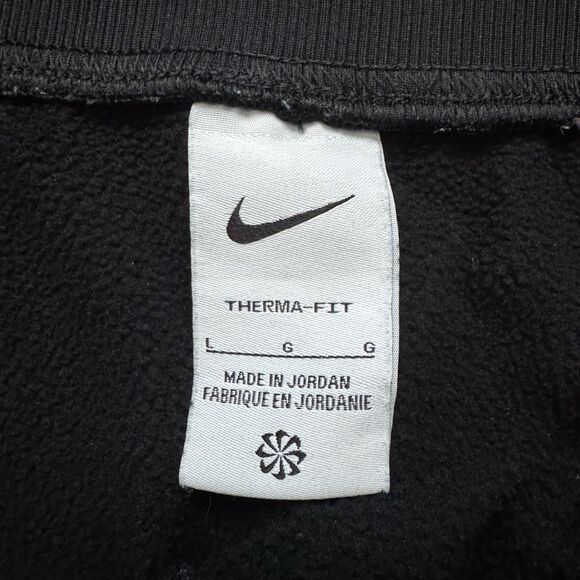 THERMA-FIT
L G G
MADE IN JORDAN
FABRIQUE EN JORDANIE